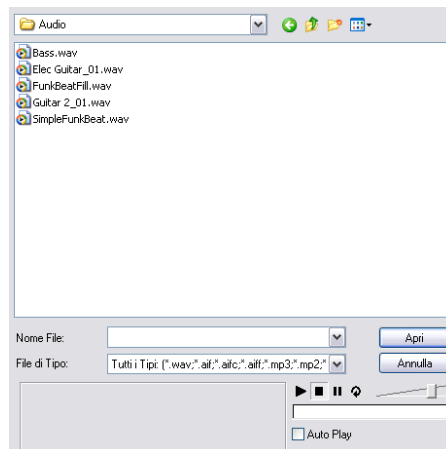 Audio
Bass.wav
Elec Guitar_01.wav
FunkBeatFill.wav
Guitar 2_01.wav
SimpleFunkBeat.wav
Nome File:
Apri
File di Tipo: Tutti i Tipi: (*.wav;*.aif;*.aifc;*.aiff;*.mp3;*.mp2;*
Annulla
Auto Play